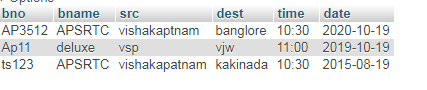 bno bname src dest time date
AP3512 APSRTC vishakaptnam banglore 10:30 2020-10-19
Ap11 deluxe vsp vjw 11:00 2019-10-19
ts123 APSRTC vishakapatnam kakinada 10:30 2015-08-19